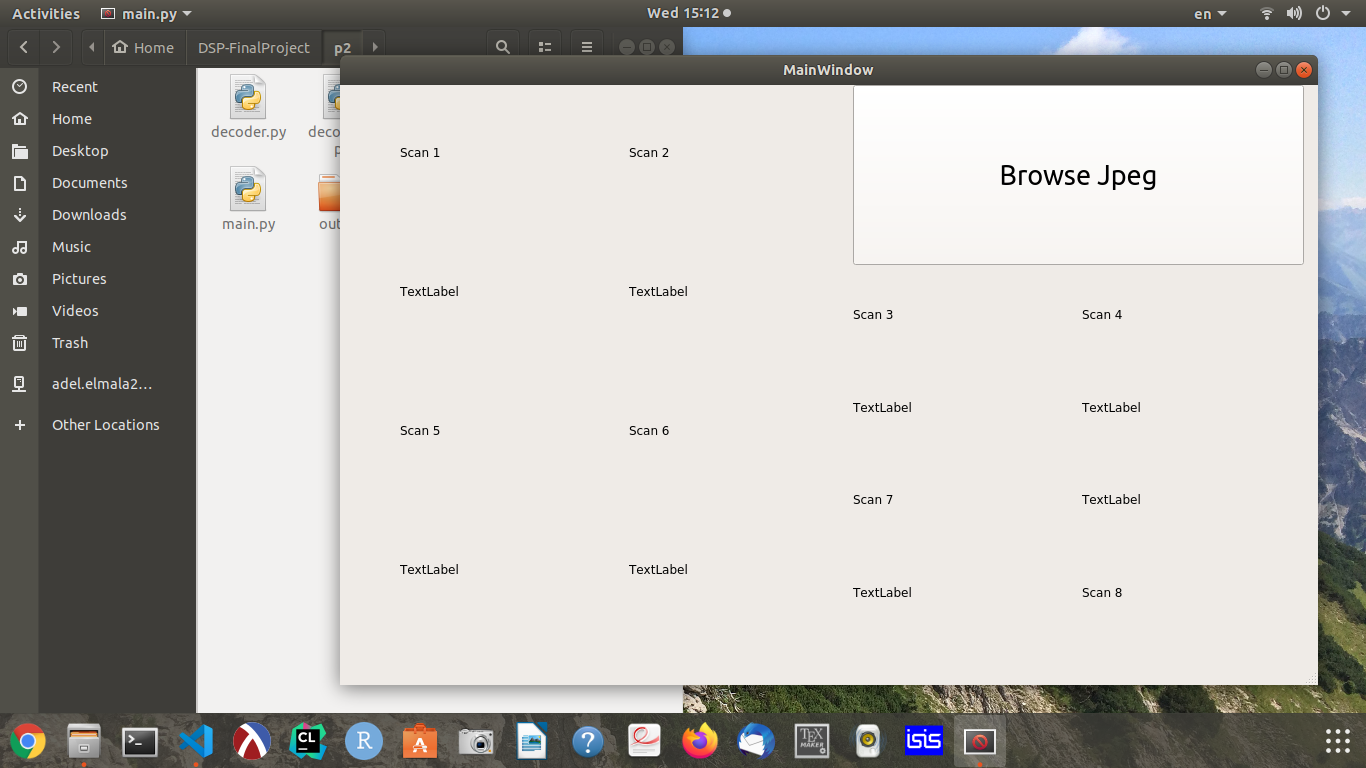 Activities
main.py
Wed 15:12
en
Home
DSP-FinalProject
p2
Recent
Home
Desktop
Documents
Downloads
Music
Pictures
Videos
Trash
adel.elmala2…
Other Locations
decoder.py
main.py
MainWindow
Scan 1
Scan 2
Browse Jpeg
TextLabel
TextLabel
Scan 3
Scan 4
TextLabel
TextLabel
Scan 5
Scan 6
Scan 7
TextLabel
TextLabel
TextLabel
TextLabel
Scan 8
CL
R
A
?
TEX
MAKER
isis